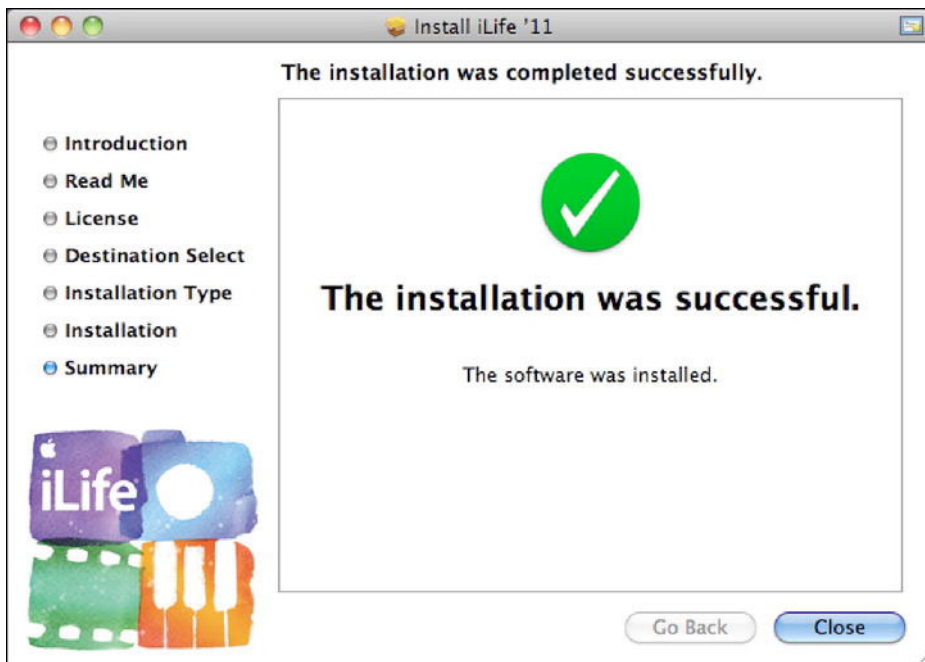 Install iLife '11
The installation was completed successfully.
Introduction
Read Me
License
Destination Select
Installation Type
Installation
Summary
The installation was successful.
The software was installed.
iLife
Go Back
Close